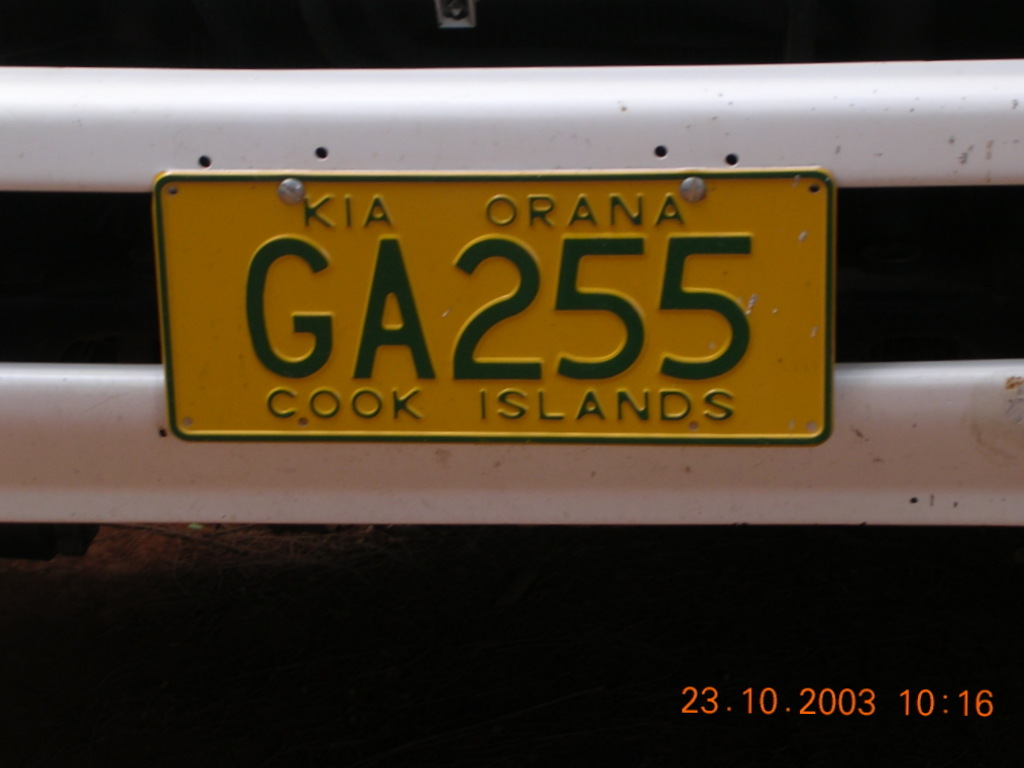 KIA ORANA
GA255
COOK ISLANDS
23.10.2003 10:16